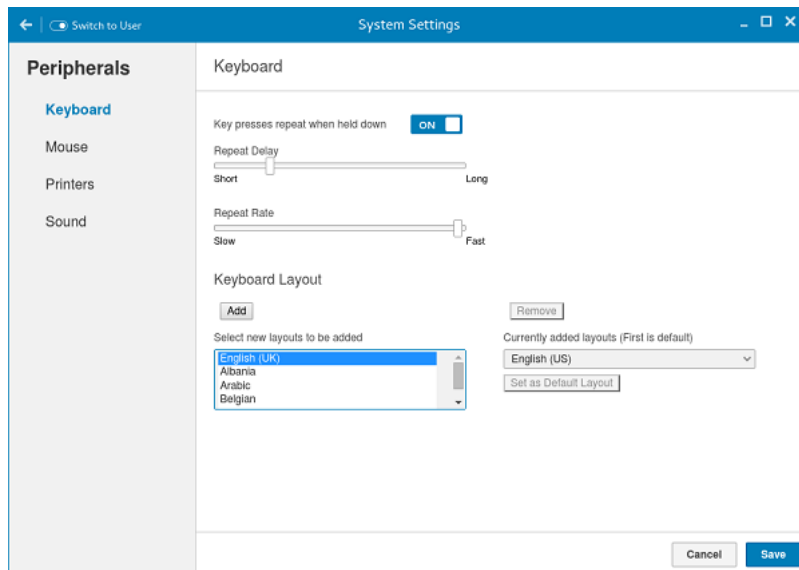 Switch to User
System Settings
Peripherals
Keyboard
Mouse
Printers
Sound
Keyboard
Key presses repeat when held down
ON
Repeat Delay
Short
Long
Repeat Rate
Slow
Fast
Keyboard Layout
Add
Select new layouts to be added
English (UK)
Albania
Arabic
Belgian
Remove
Currently added layouts (First is default)
English (US)
Set as Default Layout
Cancel
Save